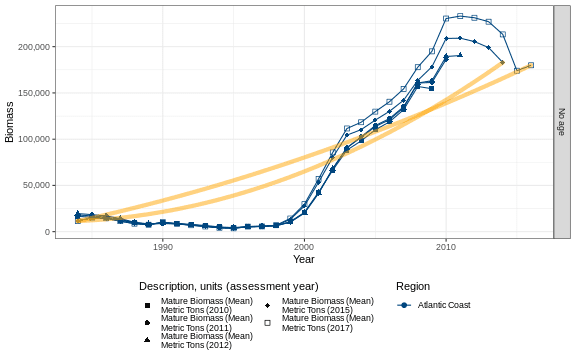 200,000
150,000
100,000
50,000
0
Biomass
No age
1990
2000
2010
Year
Description, units (assessment year)
Mature Biomass (Mean)
Metric Tons (2010)
Mature Biomass (Mean)
Metric Tons (2011)
Mature Biomass (Mean)
Metric Tons (2012)
Mature Biomass (Mean)
Metric Tons (2015)
Mature Biomass (Mean)
Metric Tons (2017)
Region
Atlantic Coast